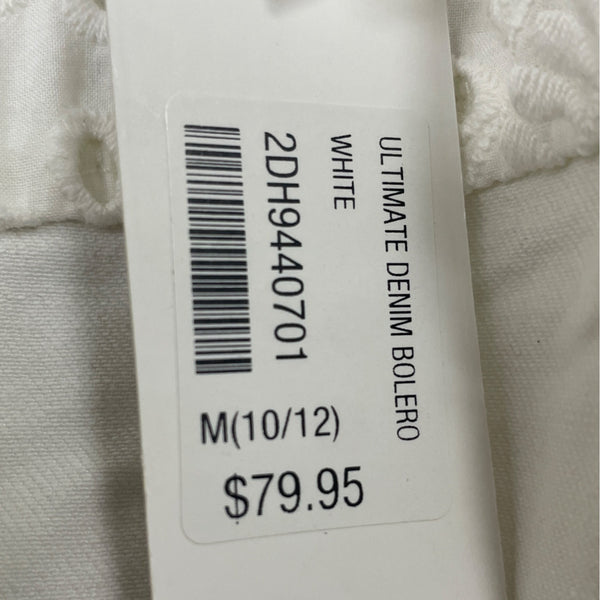 ULTIMATE DENIM BOLERO
WHITE
2DH9440701
M(10/12)
$79.95